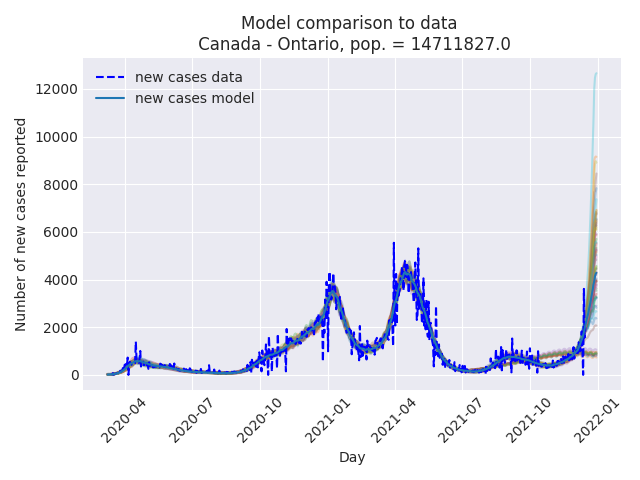 Model comparison to data
Canada - Ontario, pop. = 14711827.0
new cases data
new cases model
Number of new cases reported
12000
10000
8000
6000
4000
2000
0
2020-04
2020-07
2020-10
2021-01
2021-04
2021-07
2021-10
2022-01
Day